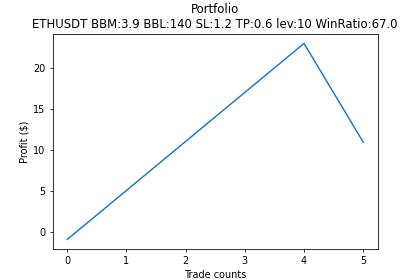 Portfolio
ETHUSDT BBM:3.9 BBL:140 SL:1.2 TP:0.6 lev:10 WinRatio:67.0
20
15
10
5
0
Profit ($)
0 1 2 3 4 5
Trade counts